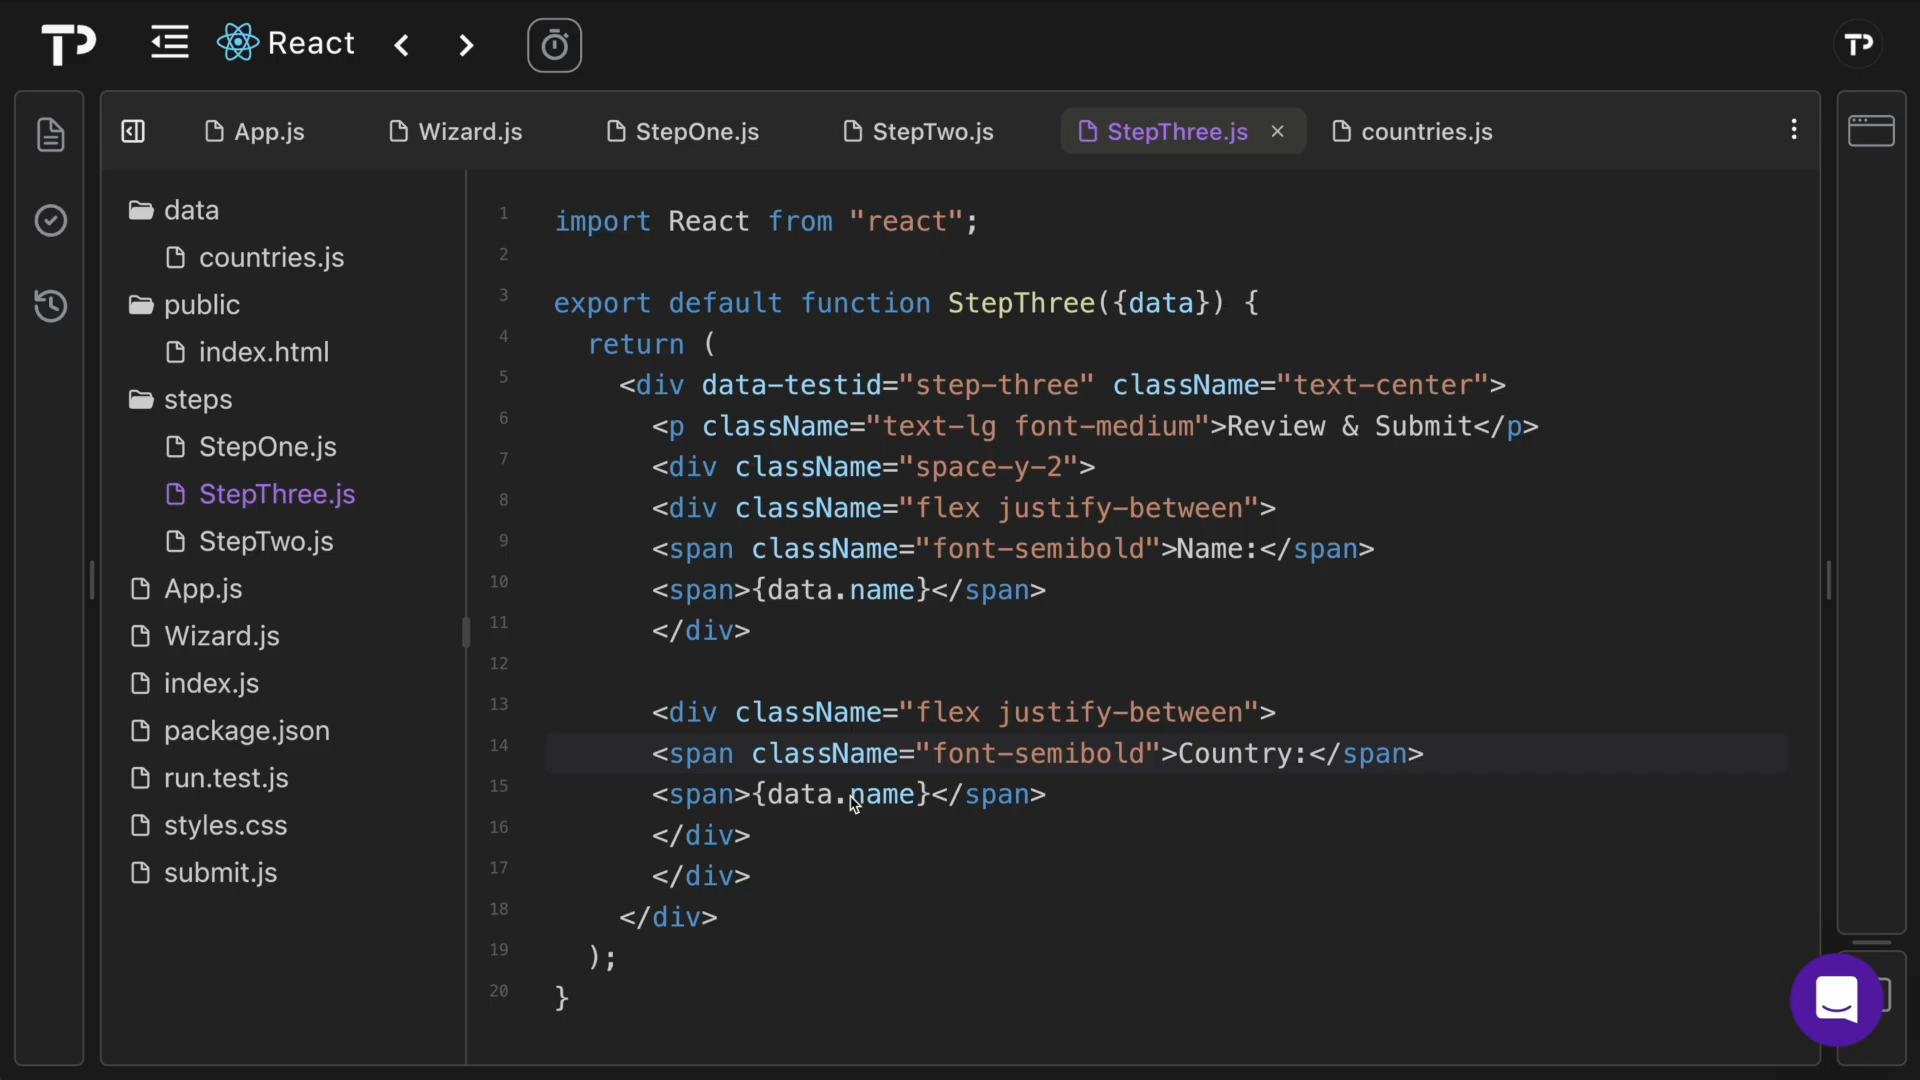 TP
React
TP
App.js
Wizard.js
StepOne.js
StepTwo.js
StepThree.js
countries.js
data
countries.js
public
index.html
steps
StepOne.js
StepThree.js
StepTwo.js
App.js
Wizard.js
index.js
package.json
run.test.js
styles.css
submit.js
1 import React from "react";
2
3 export default function StepThree({data}) {
4 return (
5 <div data-testid="step-three" className="text-center">
6 <p className="text-lg font-medium">Review & Submit</p>
7 <div className="space-y-2">
8 <div className="flex justify-between">
9 <span className="font-semibold">Name:</span>
10 <span>{data.name}</span>
11 </div>
12
13 <div className="flex justify-between">
14 <span className="font-semibold">Country:</span>
15 <span>{data.name}</span>
16 </div>
17 </div>
18 </div>
19 );
20 }